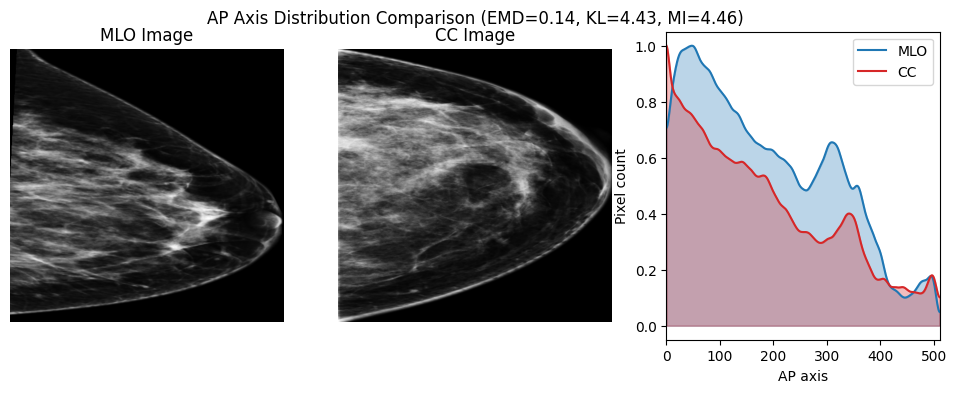 AP Axis Distribution Comparison (EMD=0.14, KL=4.43, MI=4.46)
MLO Image
CC Image
MLO
CC
Pixel count
1.0
0.8
0.6
0.4
0.2
0.0
0 100 200 300 400 500
AP axis